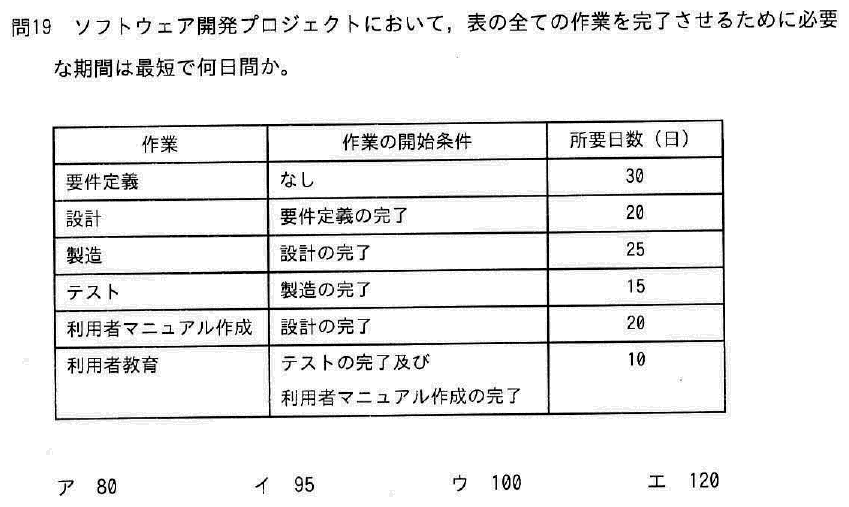 問19 ソフトウェア開発プロジェクトにおいて，表の全ての作業を完了させるために必要
な期間は最短で何日間か。
作業 作業の開始条件 所要日数（日）
要件定義 なし 30
設計 要件定義の完了 20
製造 設計の完了 25
テスト 製造の完了 15
利用者マニュアル作成 設計の完了 20
利用者教育 テストの完了及び 10
利用者マニュアル作成の完了
ア 80 イ 95 ウ 100 エ 120